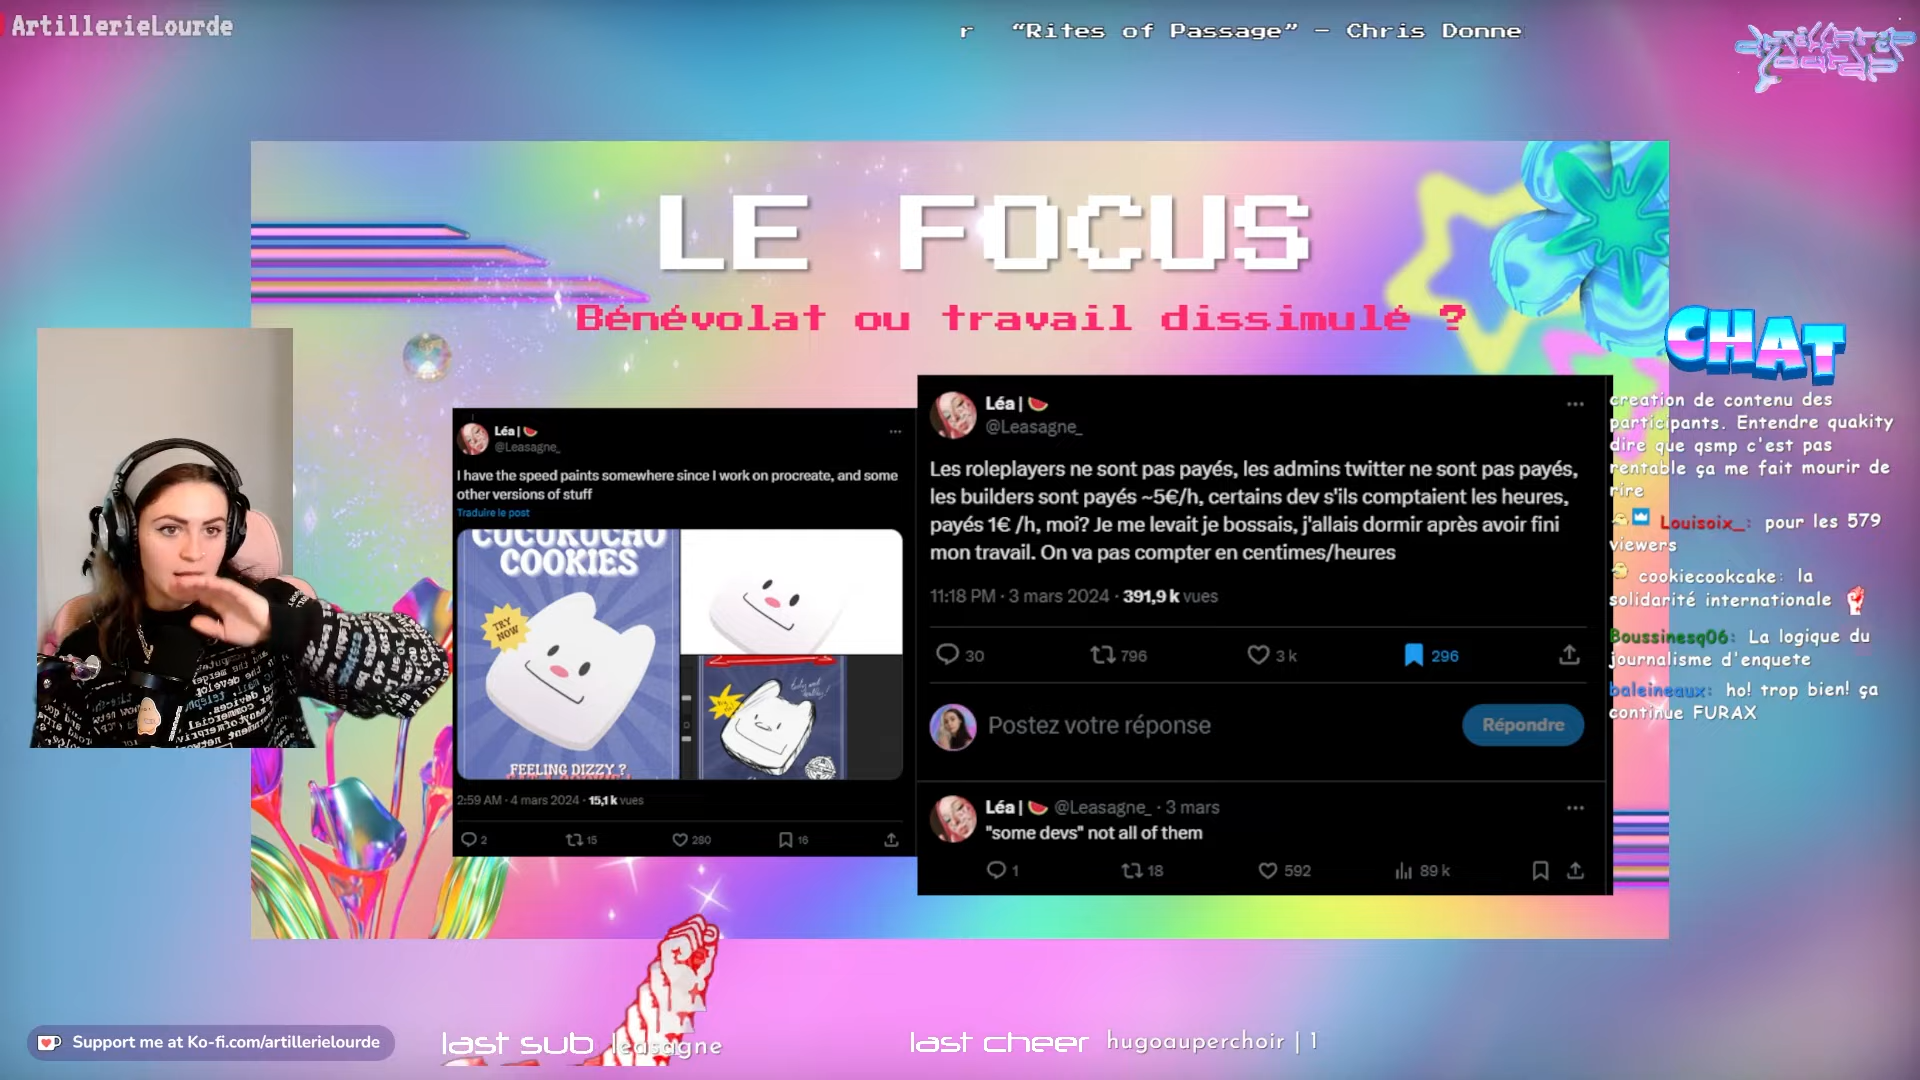 ArtillerieLourde
r "Rites of Passage" - Chris Donne
LE FOCUS
Bénévolat ou travail dissimulé ?
Léa |
@Leasagne_
I have the speed paints somewhere since I work on procreate, and some
other versions of stuff
Traduire le post
CUCURUCHO
COOKIES
TRY
NOW
FEELING DIZZY ?
2:59 AM · 4 mars 2024 · 15,1 k vues
2
15
280
16
Léa |
@Leasagne_
Les roleplayers ne sont pas payés, les admins twitter ne sont pas payés,
les builders sont payés ~5€/h, certains dev s'ils comptaient les heures,
payés 1€ /h, moi? Je me levait je bossais, j'allais dormir après avoir fini
mon travail. On va pas compter en centimes/heures
11:18 PM · 3 mars 2024 · 391,9 k vues
30
796
3 k
296
Postez votre réponse
Répondre
Léa | @Leasagne_ · 3 mars
"some devs" not all of them
1
18
592
89 k
CHAT
creation de contenu des
participants. Entendre quakity
dire que qsmp c'est pas
rentable ça me fait mourir de
rire
Louisoix_: pour les 579
viewers
cookiecookcake: la
solidarité internationale
Boussinesq06: La logique du
journalisme d'enquete
baleineaux: ho! trop bien! ça
continue FURAX
Support me at Ko-fi.com/artillerielourde
last sub leasagne
last cheer hugoauperchoir | 1